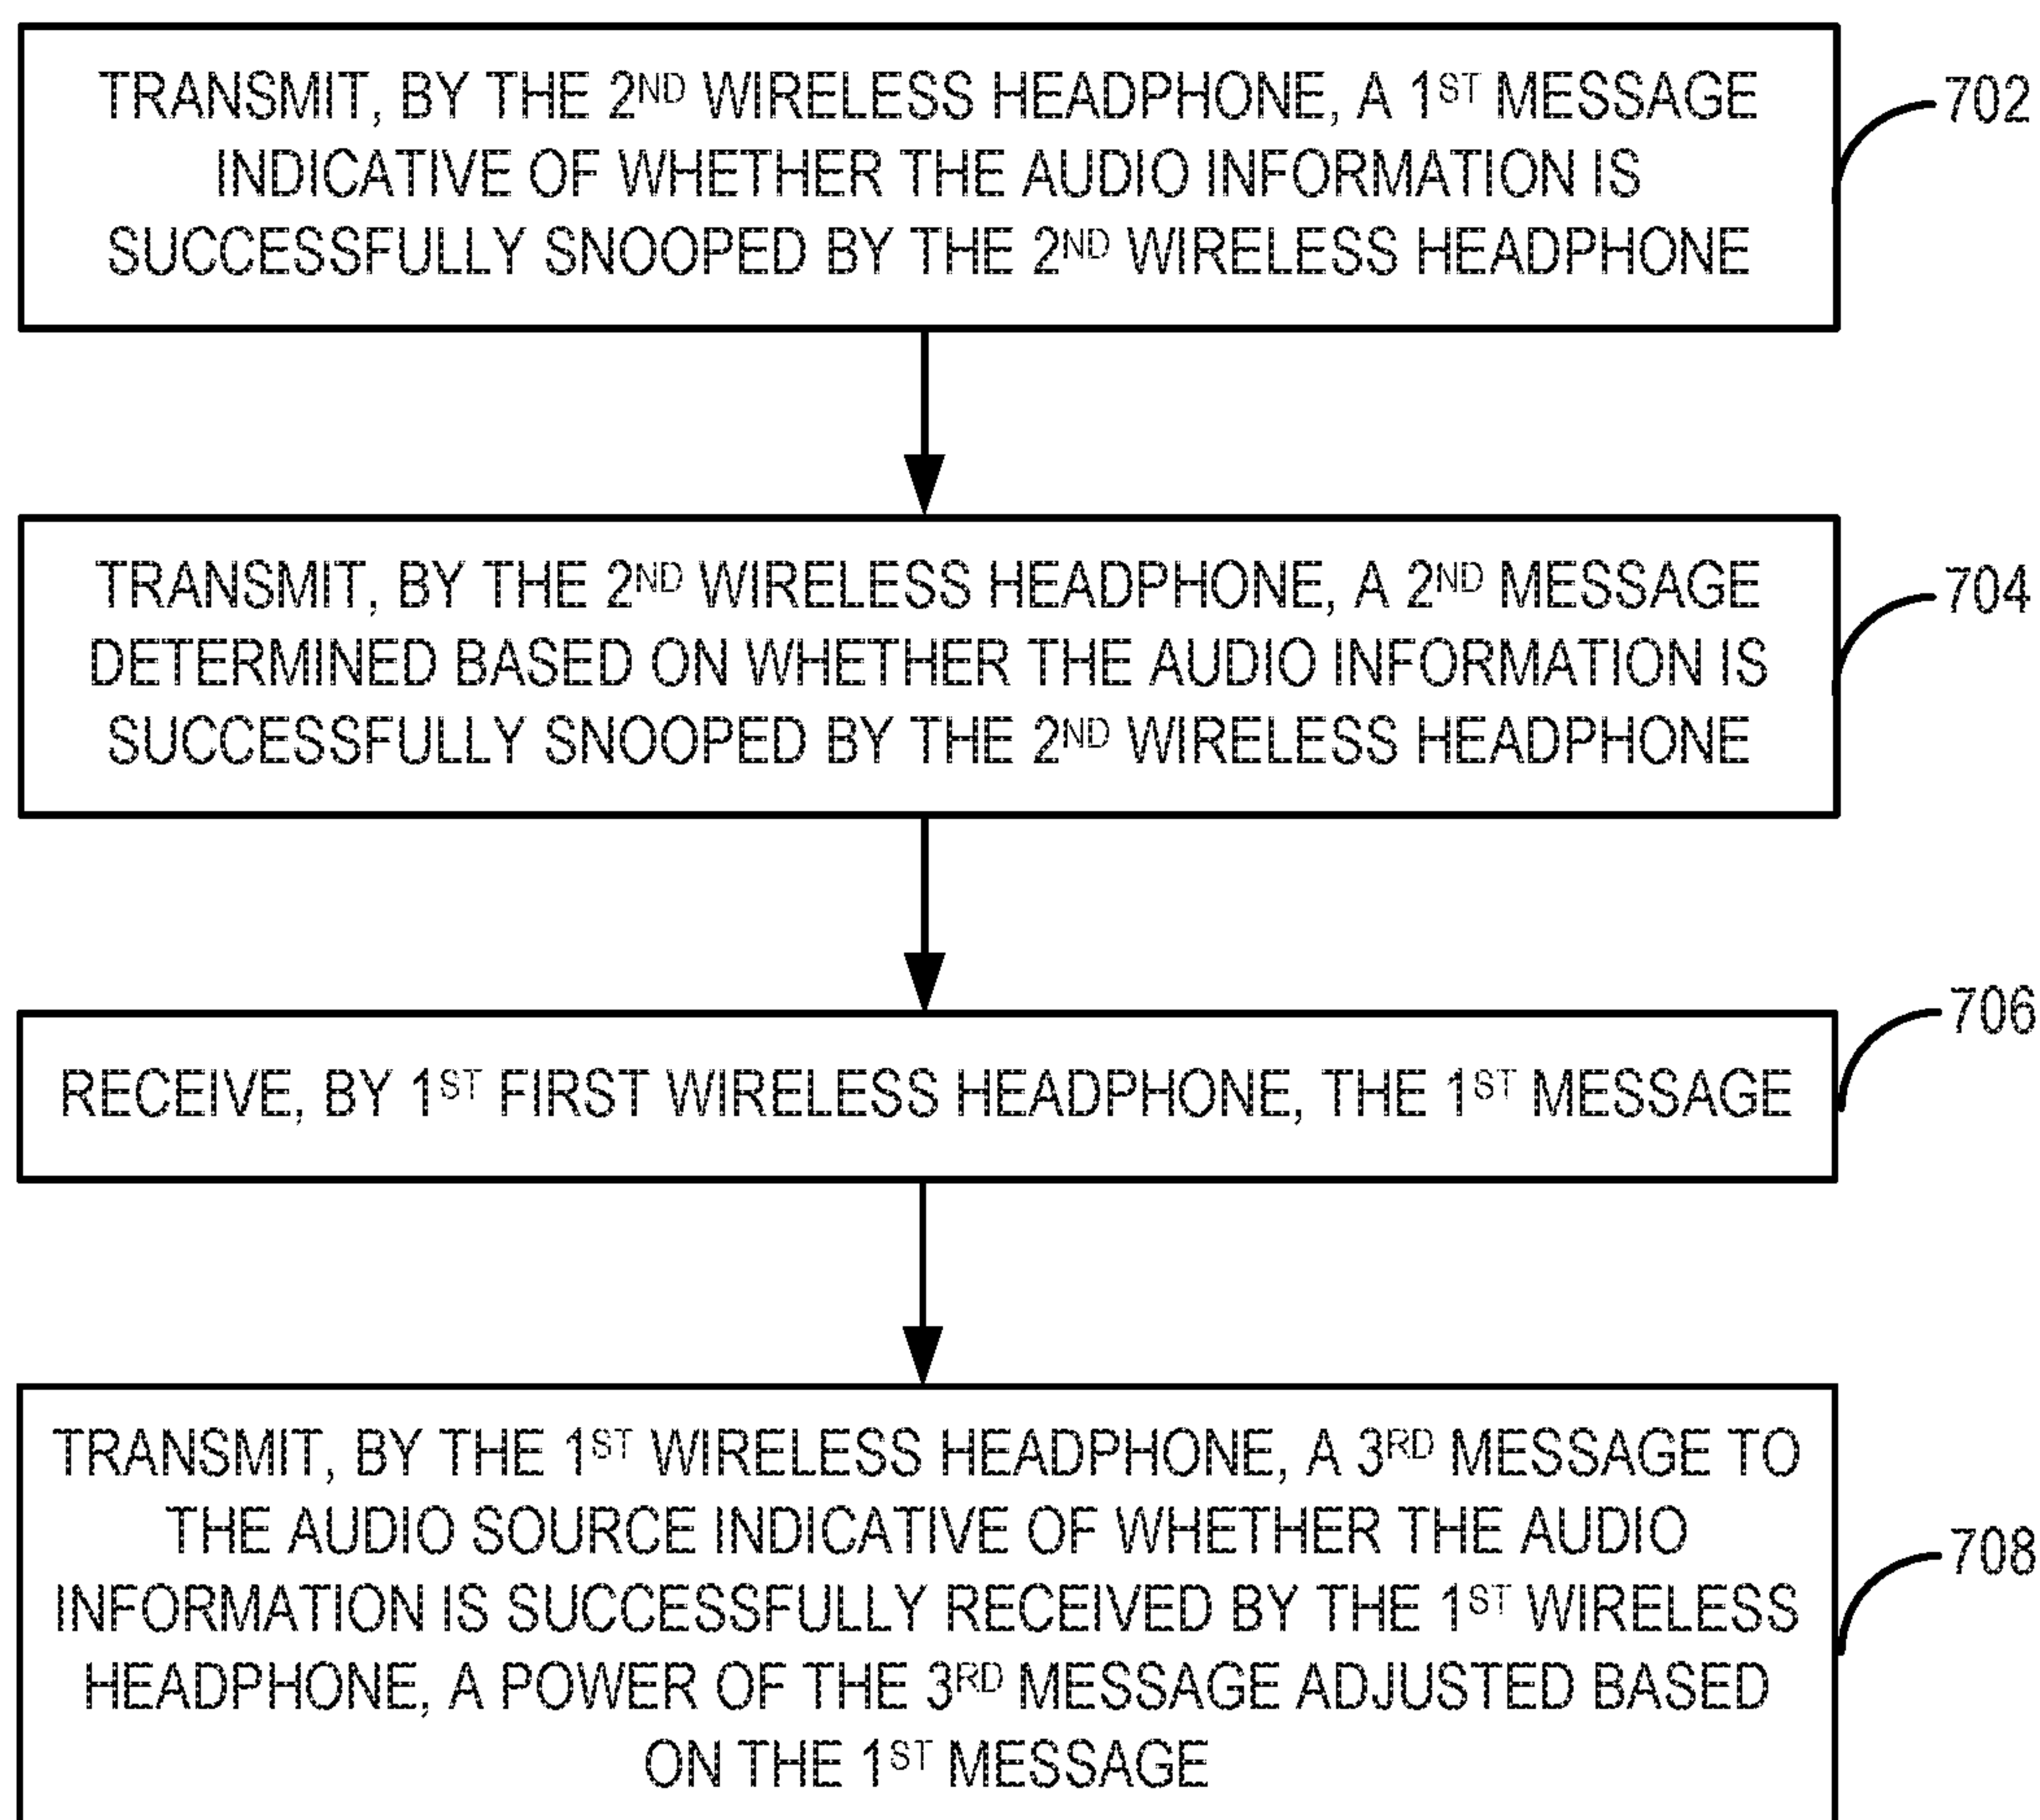 TRANSMIT, BY THE 2ND WIRELESS HEADPHONE, A 1ST MESSAGE
INDICATIVE OF WHETHER THE AUDIO INFORMATION IS
SUCCESSFULLY SNOOPED BY THE 2ND WIRELESS HEADPHONE
702
TRANSMIT, BY THE 2ND WIRELESS HEADPHONE, A 2ND MESSAGE
DETERMINED BASED ON WHETHER THE AUDIO INFORMATION IS
SUCCESSFULLY SNOOPED BY THE 2ND WIRELESS HEADPHONE
704
RECEIVE, BY 1ST FIRST WIRELESS HEADPHONE, THE 1ST MESSAGE
706
TRANSMIT, BY THE 1ST WIRELESS HEADPHONE, A 3RD MESSAGE TO
THE AUDIO SOURCE INDICATIVE OF WHETHER THE AUDIO
INFORMATION IS SUCCESSFULLY RECEIVED BY THE 1ST WIRELESS
HEADPHONE, A POWER OF THE 3RD MESSAGE ADJUSTED BASED
ON THE 1ST MESSAGE
708